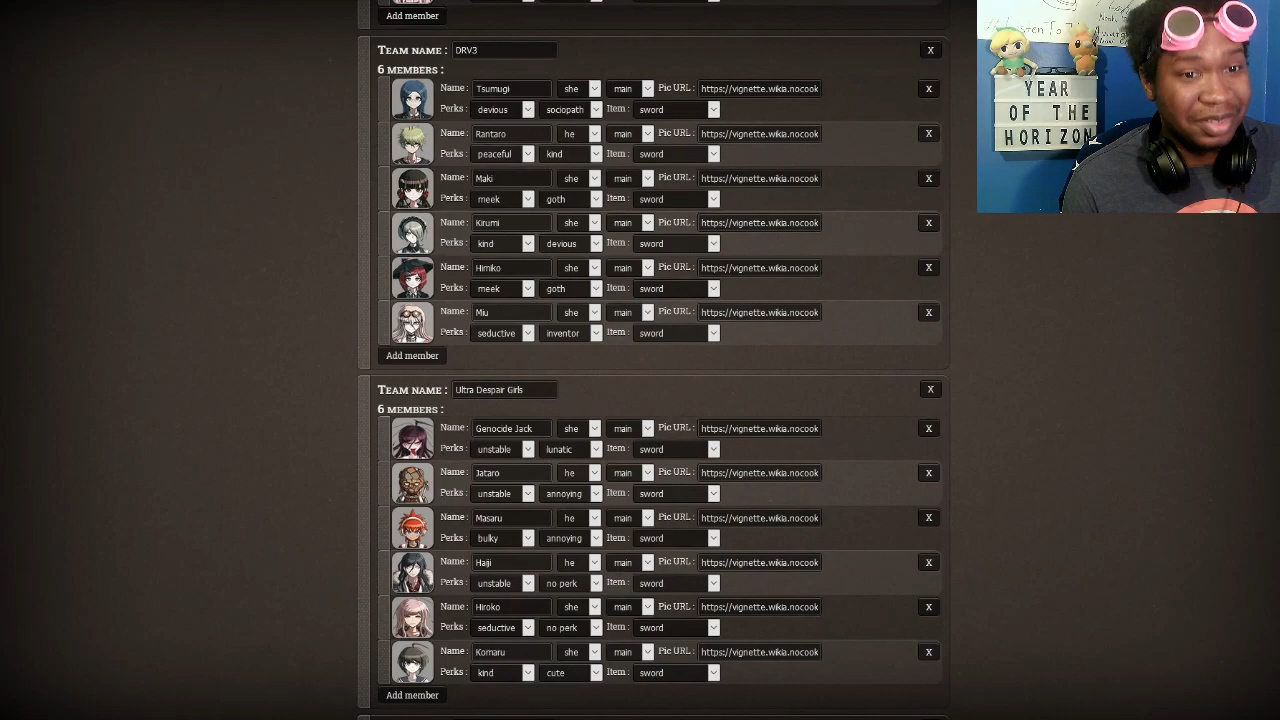 Add member
TEAM NAME : DRV3 X
6 MEMBERS :
Name : Tsumugi she main Pic URL : https://vignette.wikia.nocook X
Perks : devious sociopath Item : sword
Name : Rantaro he main Pic URL : https://vignette.wikia.nocook X
Perks : peaceful kind Item : sword
Name : Maki she main Pic URL : https://vignette.wikia.nocook X
Perks : meek goth Item : sword
Name : Kirumi she main Pic URL : https://vignette.wikia.nocook X
Perks : kind devious Item : sword
Name : Himiko she main Pic URL : https://vignette.wikia.nocook X
Perks : meek goth Item : sword
Name : Miu she main Pic URL : https://vignette.wikia.nocook X
Perks : seductive inventor Item : sword
Add member
TEAM NAME : Ultra Despair Girls X
6 MEMBERS :
Name : Genocide Jack she main Pic URL : https://vignette.wikia.nocook X
Perks : unstable lunatic Item : sword
Name : Jataro he main Pic URL : https://vignette.wikia.nocook X
Perks : unstable annoying Item : sword
Name : Masaru he main Pic URL : https://vignette.wikia.nocook X
Perks : bulky annoying Item : sword
Name : Haiji he main Pic URL : https://vignette.wikia.nocook X
Perks : unstable no perk Item : sword
Name : Hiroko she main Pic URL : https://vignette.wikia.nocook X
Perks : seductive no perk Item : sword
Name : Komaru she main Pic URL : https://vignette.wikia.nocook X
Perks : kind cute Item : sword
Add member
YEAR
OF THE
HORIZON